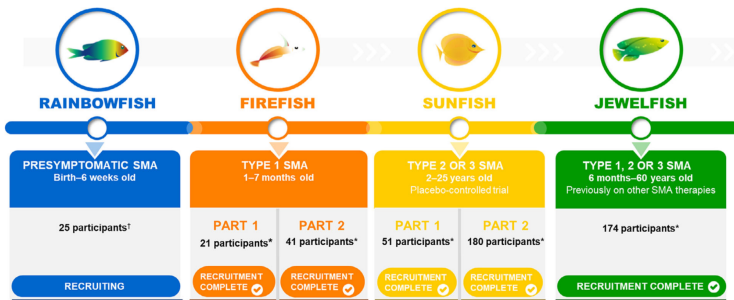 RAINBOWFISH
FIREFISH
SUNFISH
JEWELFISH
PRESYMPTOMATIC SMA
Birth–6 weeks old
TYPE 1 SMA
1–7 months old
TYPE 2 OR 3 SMA
2–25 years old
Placebo-controlled trial
TYPE 1, 2 OR 3 SMA
6 months–60 years old
Previously on other SMA therapies
25 participants†
PART 1
21 participants*
PART 2
41 participants*
PART 1
51 participants*
PART 2
180 participants*
174 participants*
RECRUITING
RECRUITMENT
COMPLETE
RECRUITMENT
COMPLETE
RECRUITMENT
COMPLETE
RECRUITMENT
COMPLETE
RECRUITMENT COMPLETE